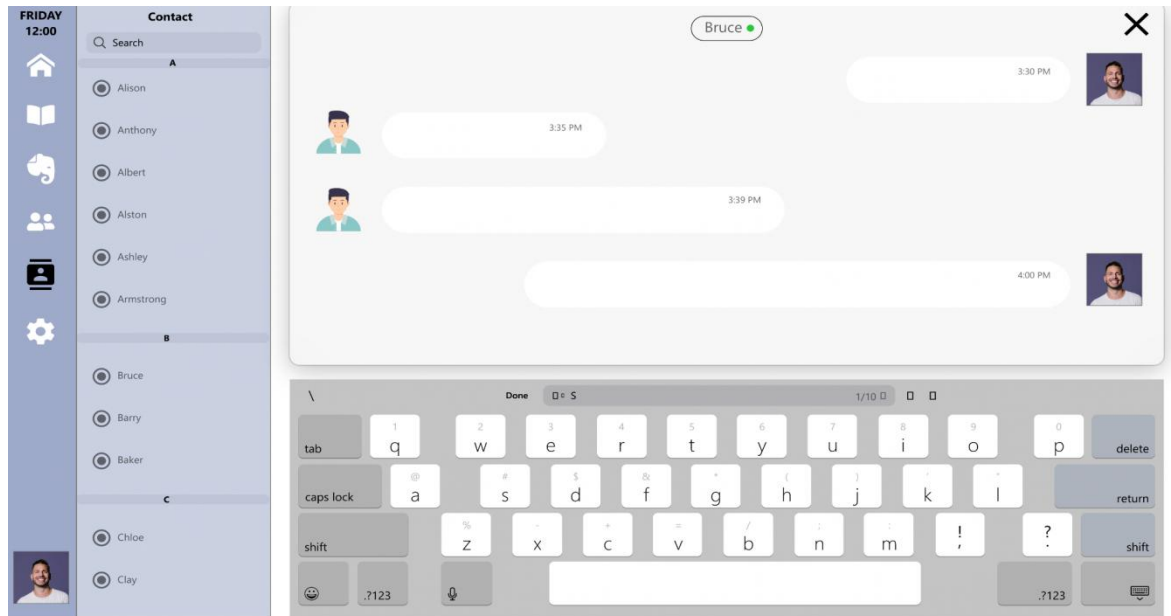 FRIDAY
12:00
Contact
Search
A
Alison
Anthony
Albert
Alston
Ashley
Armstrong
B
Bruce
Barry
Baker
C
Chloe
Clay
Bruce
3:30 PM
3:35 PM
3:39 PM
4:00 PM
\ Done S 1/10
1 2 3 4 5 6 7 8 9 0
tab q w e r t y u i o p delete
@ # $ & * ( ) ' "
caps lock a s d f g h j k l return
% - + = / ; : ! ?
shift z x c v b n m , . shift
.?123 .?123